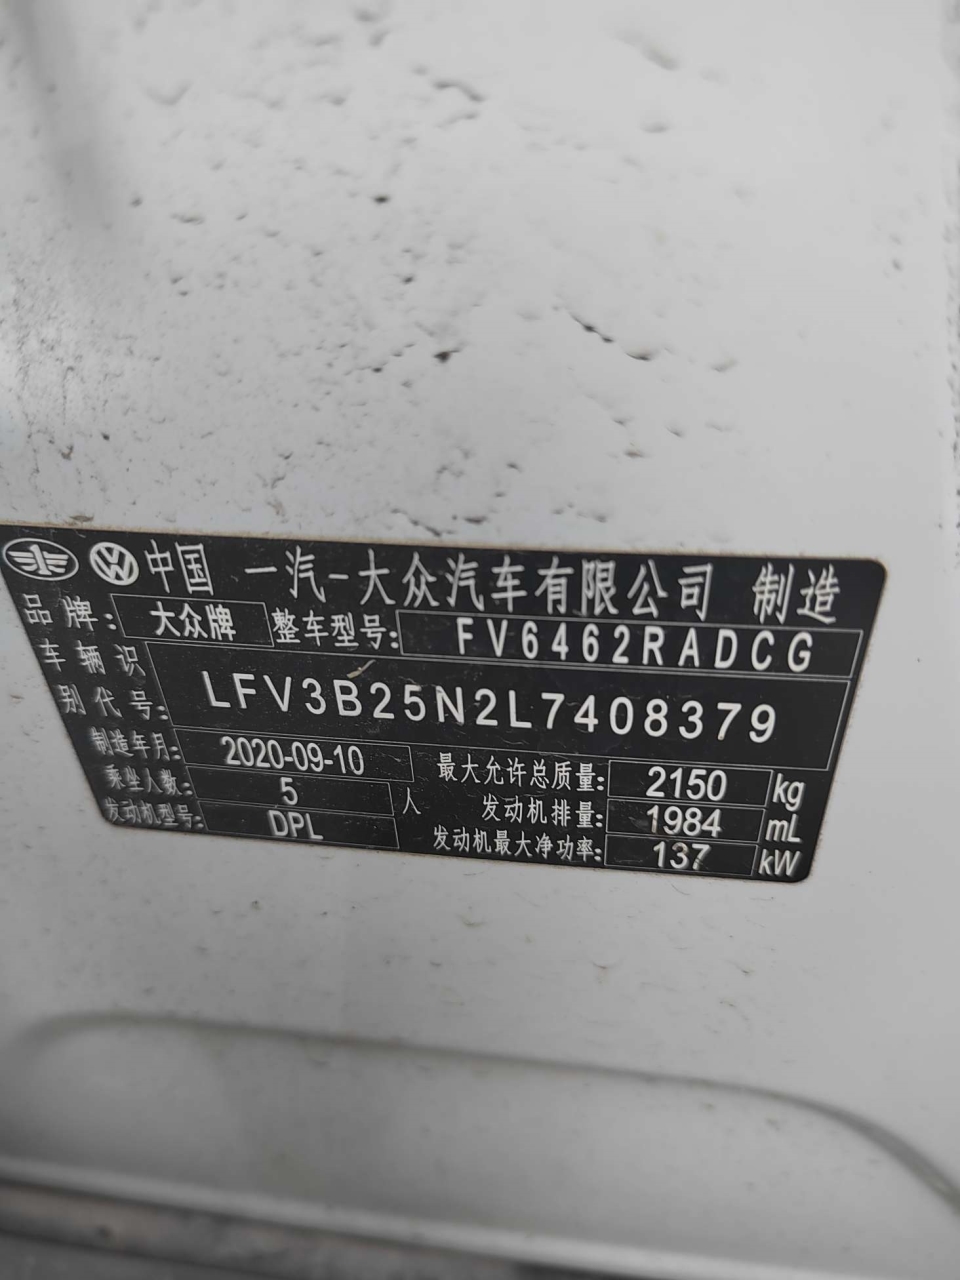 中国 一汽-大众汽车有限公司 制造
品牌: 大众牌 整车型号: FV6462RADCG
车辆识别代号: LFV3B25N2L7408379
制造年月: 2020-09-10 最大允许总质量: 2150 kg
乘坐人数: 5 人 发动机排量: 1984 mL
发动机型号: DPL 发动机最大净功率: 137 kW